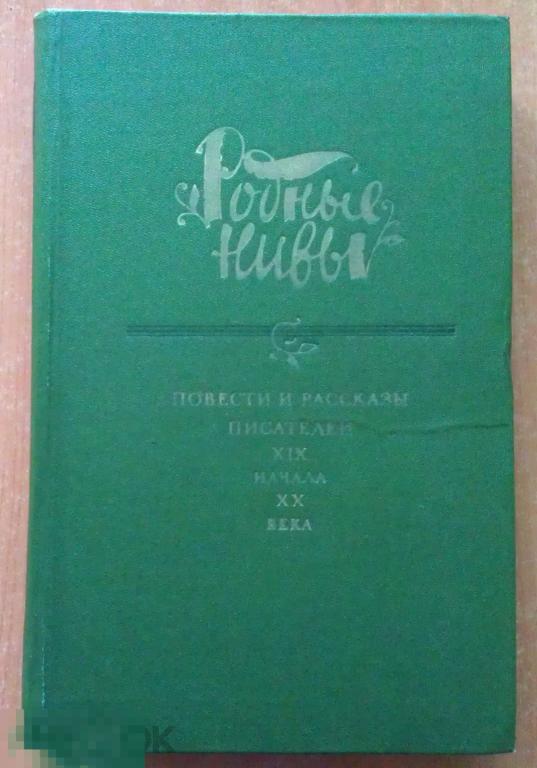 Родные
нивы
ПОВЕСТИ И РАССКАЗЫ
ПИСАТЕЛЕЙ
XIX
НАЧАЛА
XX
ВЕКА